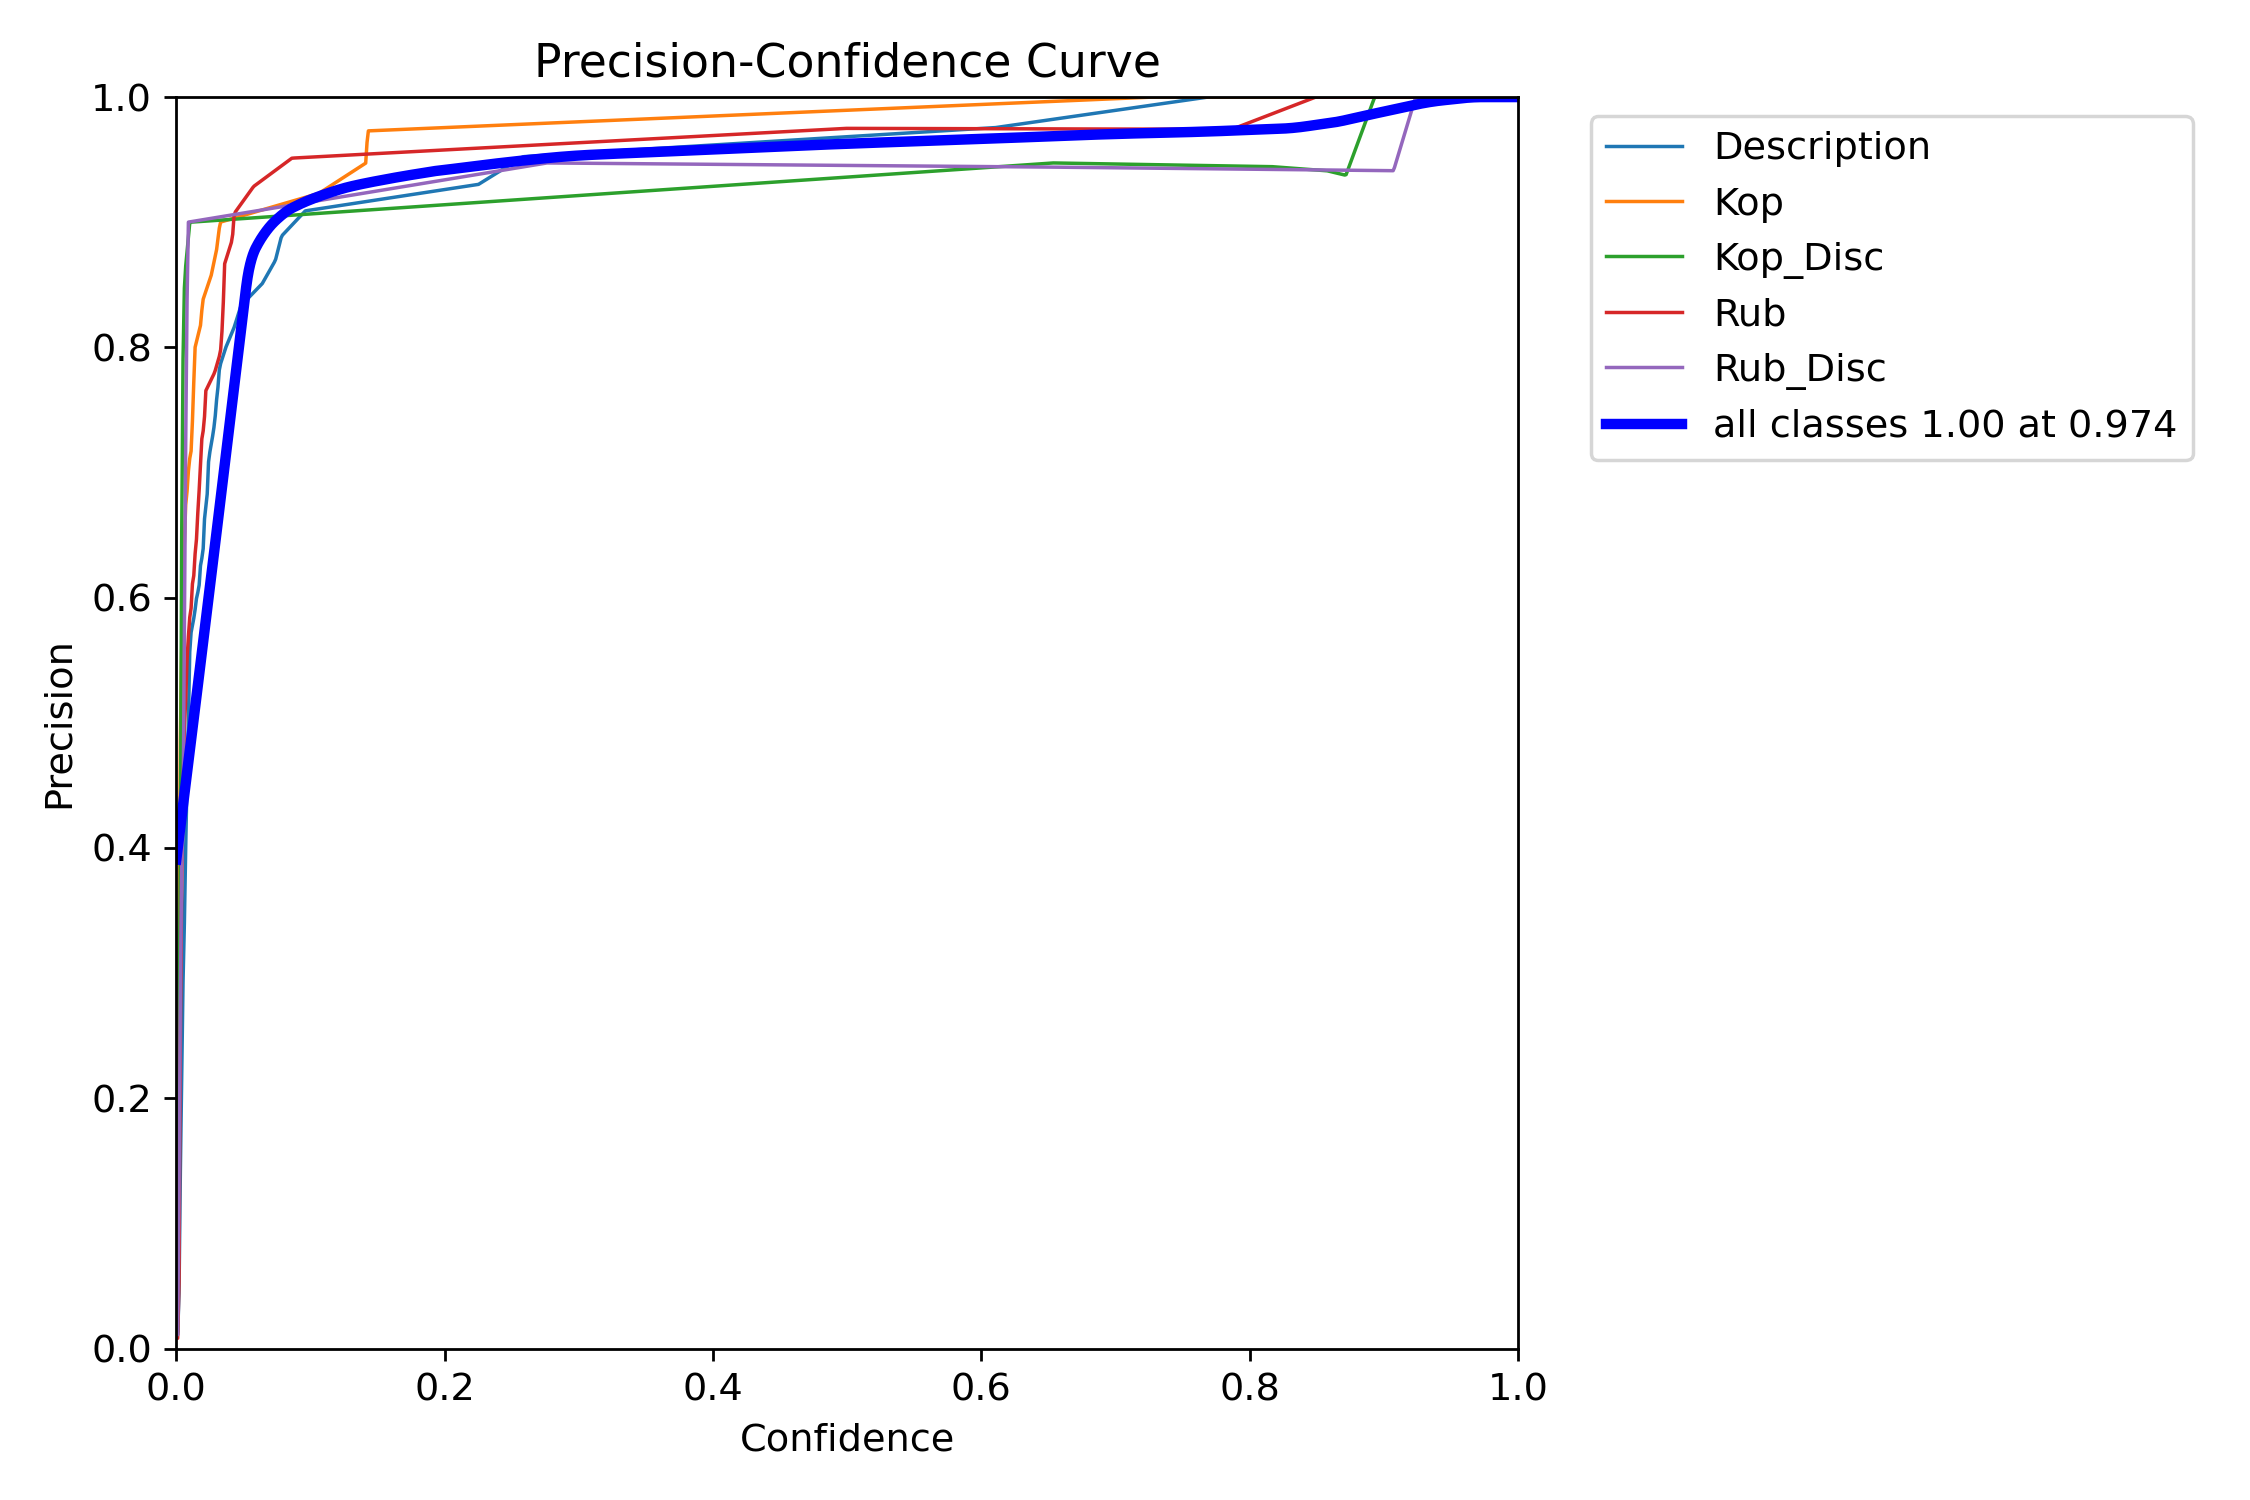 Precision-Confidence Curve
1.0
0.8
0.6
0.4
0.2
0.0
Precision
0.0 0.2 0.4 0.6 0.8 1.0
Confidence
Description
Kop
Kop_Disc
Rub
Rub_Disc
all classes 1.00 at 0.974